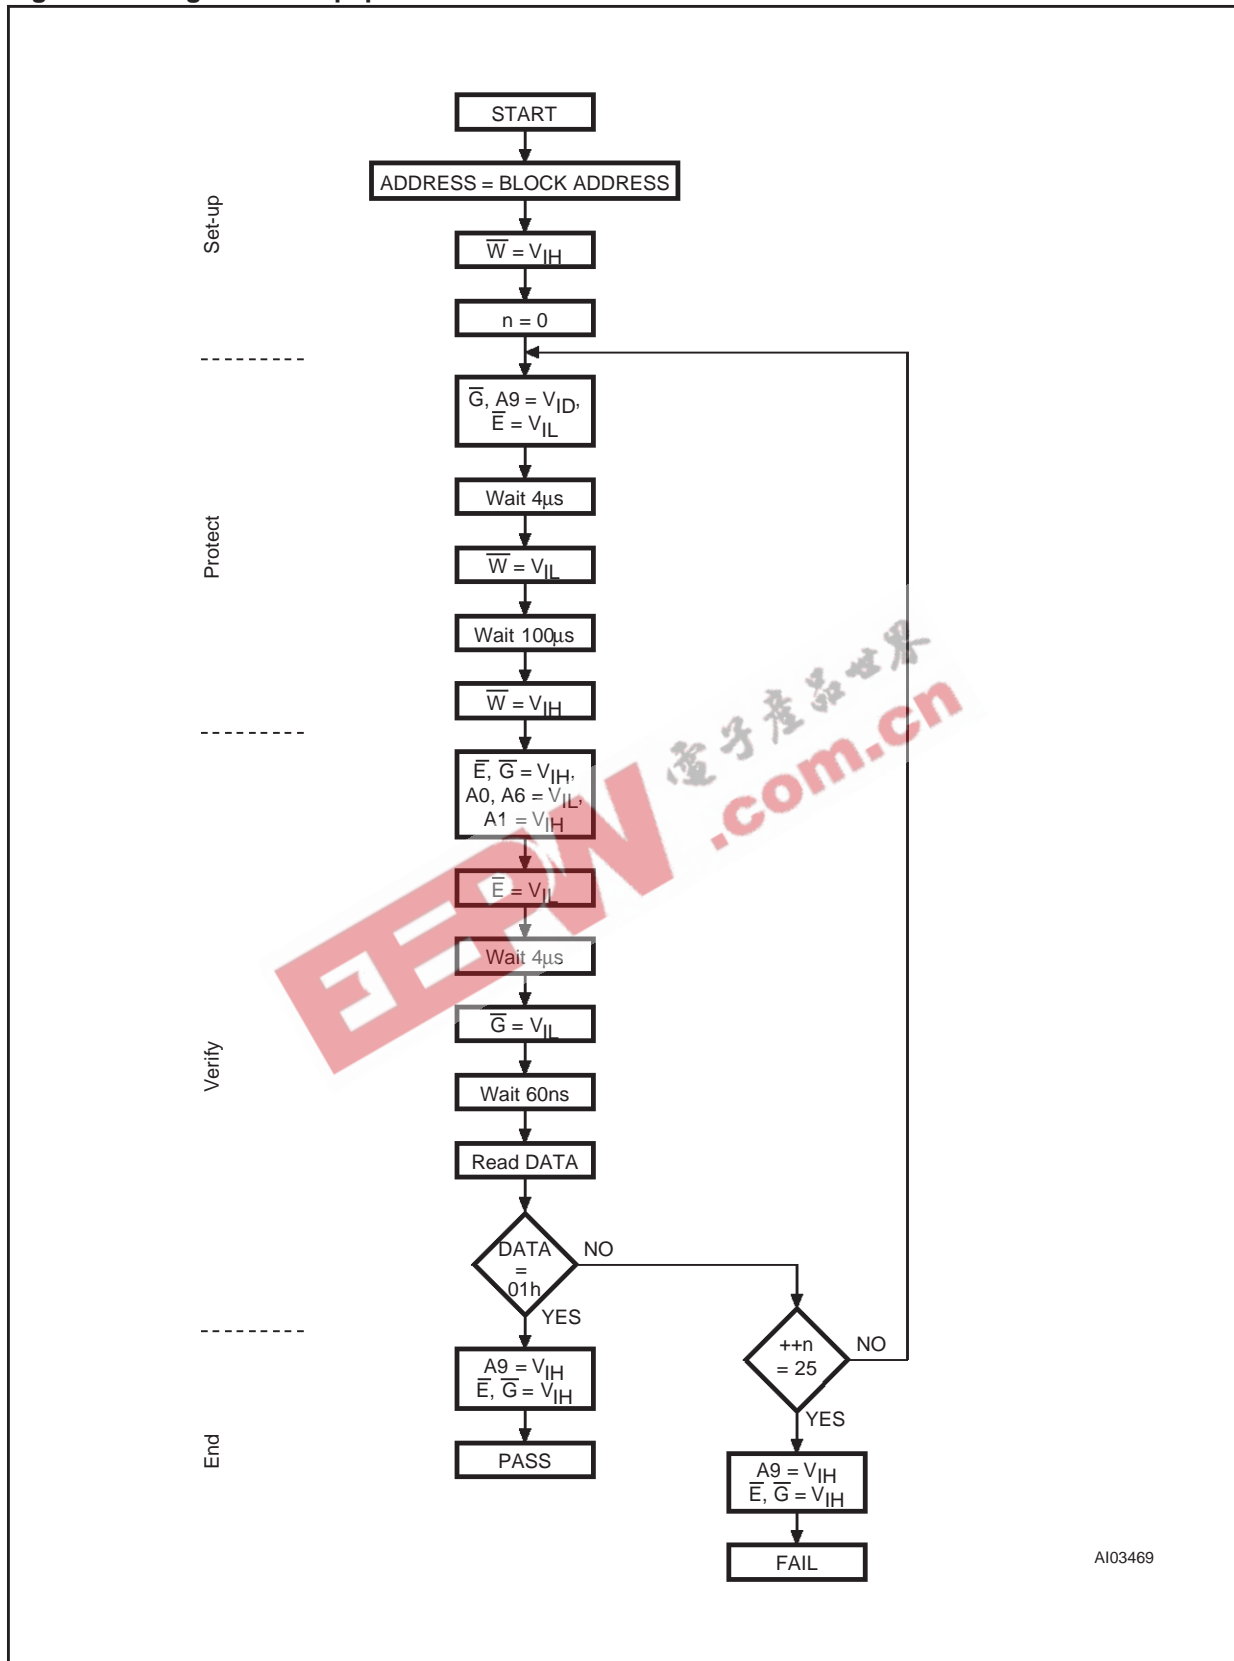 START
ADDRESS = BLOCK ADDRESS
Set-up
W̅ = VIH
n = 0
G̅, A9 = VID,
E̅ = VIL
Wait 4µs
Protect
W̅ = VIL
Wait 100µs
W̅ = VIH
E̅, G̅ = VIH,
A0, A6 = VIL,
A1 = VIH
E̅ = VIL
Wait 4µs
G̅ = VIL
Verify
Wait 60ns
Read DATA
DATA
=
01h
NO
YES
++n
= 25
NO
YES
A9 = VIH
E̅, G̅ = VIH
End
PASS
A9 = VIH
E̅, G̅ = VIH
FAIL
AI03469
EEPW
電子產品世界
.com.cn